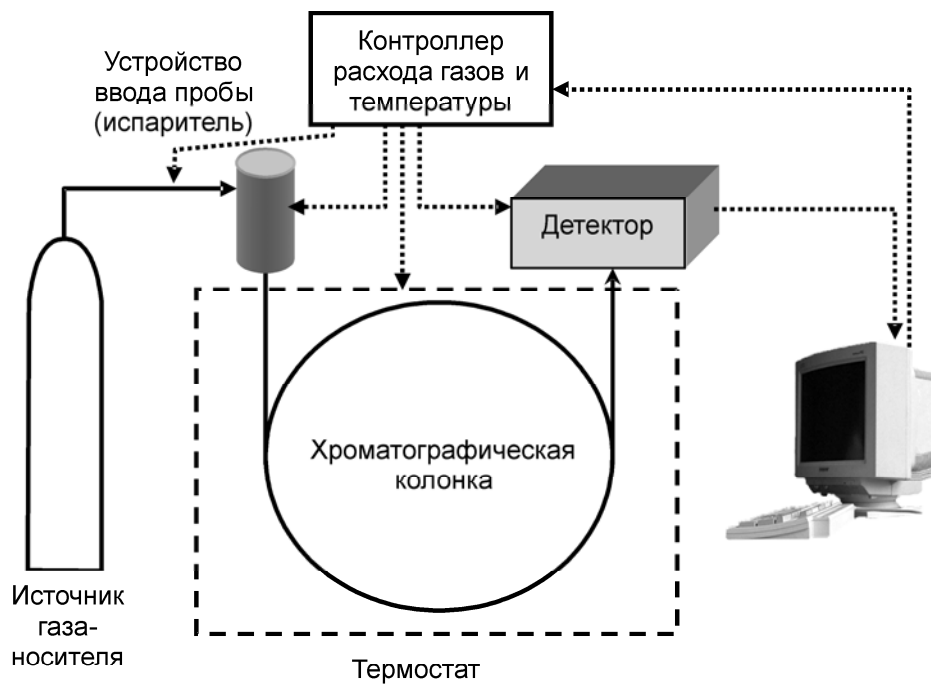 Контроллер
расхода газов и
температуры
Устройство
ввода пробы
(испаритель)
Детектор
Хроматографическая
колонка
Источник
газа-
носителя
Термостат